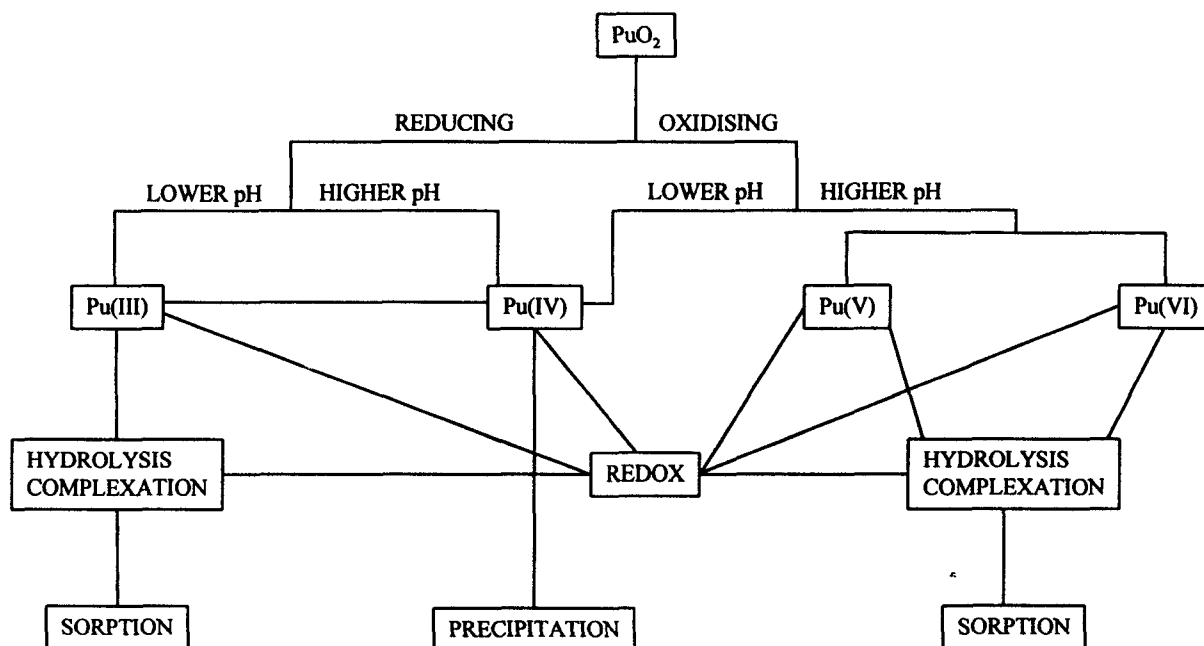 PuO₂
REDUCING OXIDISING
LOWER pH HIGHER pH LOWER pH HIGHER pH
Pu(III) Pu(IV) Pu(V) Pu(VI)
HYDROLYSIS
COMPLEXATION
REDOX
HYDROLYSIS
COMPLEXATION
SORPTION PRECIPITATION SORPTION